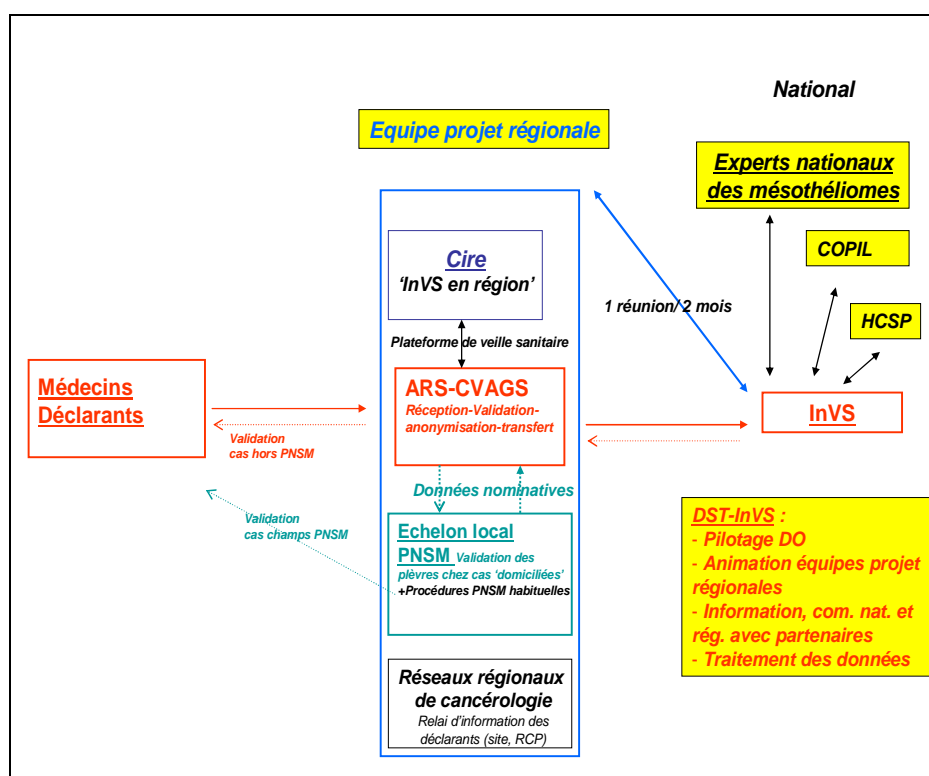 National
Equipe projet régionale
Experts nationaux
des mésothéliomes
COPIL
HCSP
Cire
‘InVS en région’
1 réunion/ 2 mois
Plateforme de veille sanitaire
Médecins
Déclarants
ARS-CVAGS
Réception-Validation-
anonymisation-transfert
InVS
Validation
cas hors PNSM
Données nominatives
Validation
cas champs PNSM
Echelon local
PNSM Validation des
plèvres chez cas ‘domiciliées’
+Procédures PNSM habituelles
DST-InVS :
- Pilotage DO
- Animation équipes projet
régionales
- Information, com. nat. et
rég. avec partenaires
- Traitement des données
Réseaux régionaux
de cancérologie
Relai d’information des
déclarants (site, RCP)